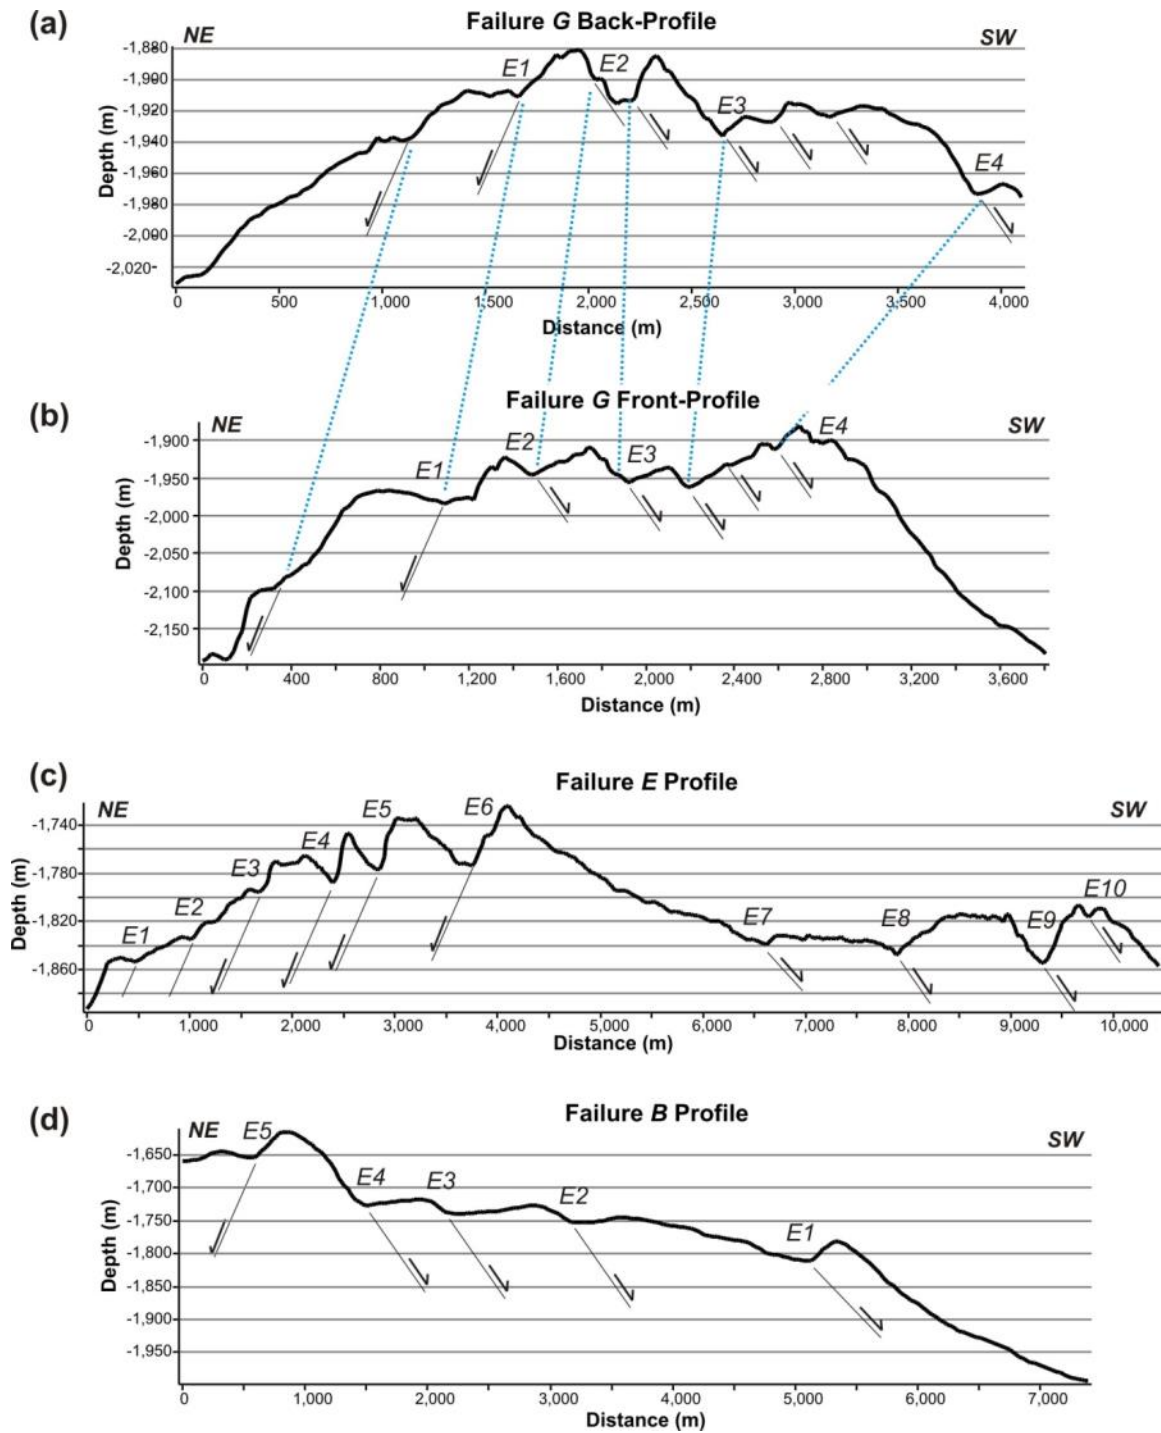 (a)
Failure G Back-Profile
NE
SW
-1,880
-1,900
-1,920
-1,940
-1,960
-1,980
-2,000
-2,020
Depth (m)
E1
E2
E3
E4
0 500 1,000 1,500 2,000 2,500 3,000 3,500 4,000
Distance (m)
(b)
Failure G Front-Profile
NE
SW
-1,900
-1,950
-2,000
-2,050
-2,100
-2,150
Depth (m)
E1
E2
E3
E4
0 400 800 1,200 1,600 2,000 2,400 2,800 3,200 3,600
Distance (m)
(c)
Failure E Profile
NE
SW
-1,740
-1,780
-1,820
-1,860
Depth (m)
E1
E2
E3
E4
E5
E6
E7
E8
E9
E10
0 1,000 2,000 3,000 4,000 5,000 6,000 7,000 8,000 9,000 10,000
Distance (m)
(d)
Failure B Profile
NE
SW
-1,650
-1,700
-1,750
-1,800
-1,850
-1,900
-1,950
Depth (m)
E5
E4
E3
E2
E1
0 1,000 2,000 3,000 4,000 5,000 6,000 7,000
Distance (m)